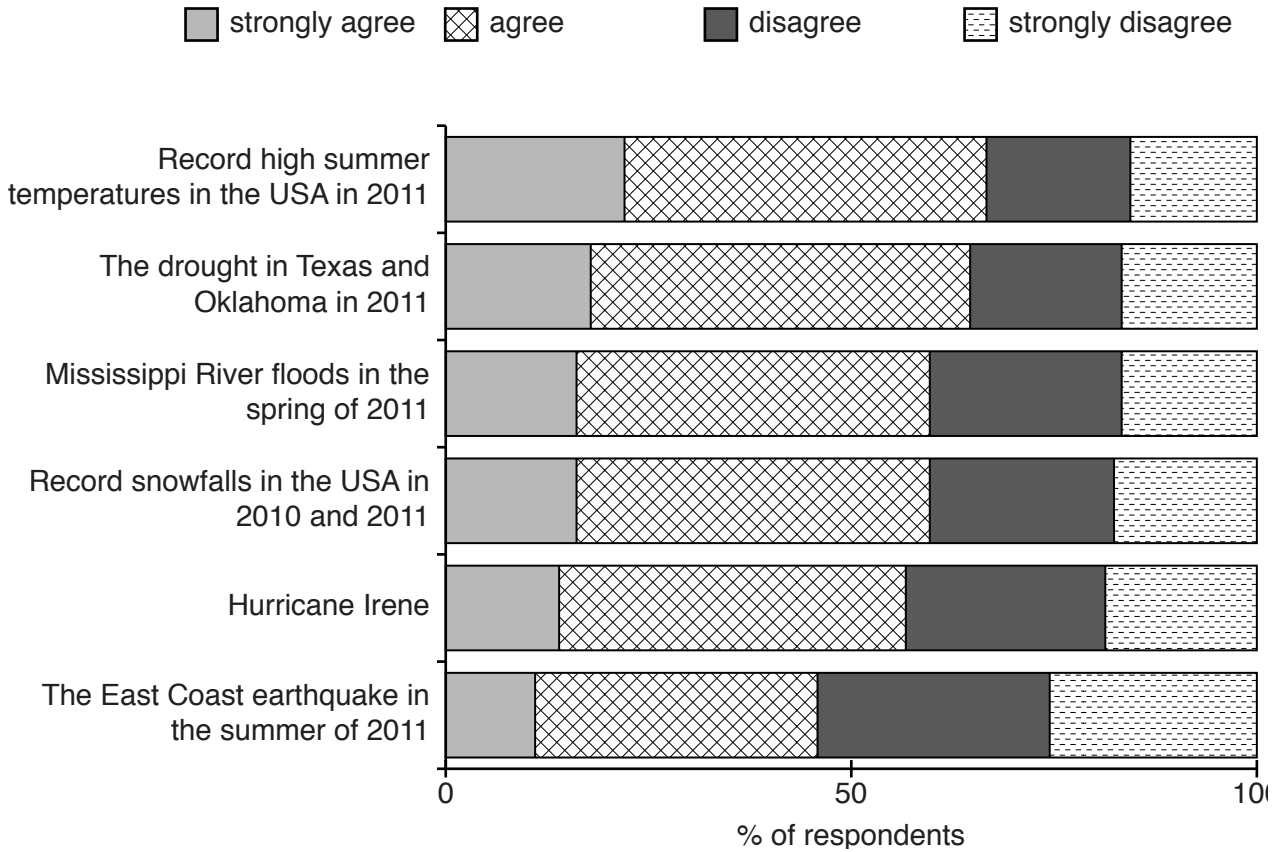 strongly agree agree disagree strongly disagree
Record high summer
temperatures in the USA in 2011
The drought in Texas and
Oklahoma in 2011
Mississippi River floods in the
spring of 2011
Record snowfalls in the USA in
2010 and 2011
Hurricane Irene
The East Coast earthquake in
the summer of 2011
0 50 100
% of respondents